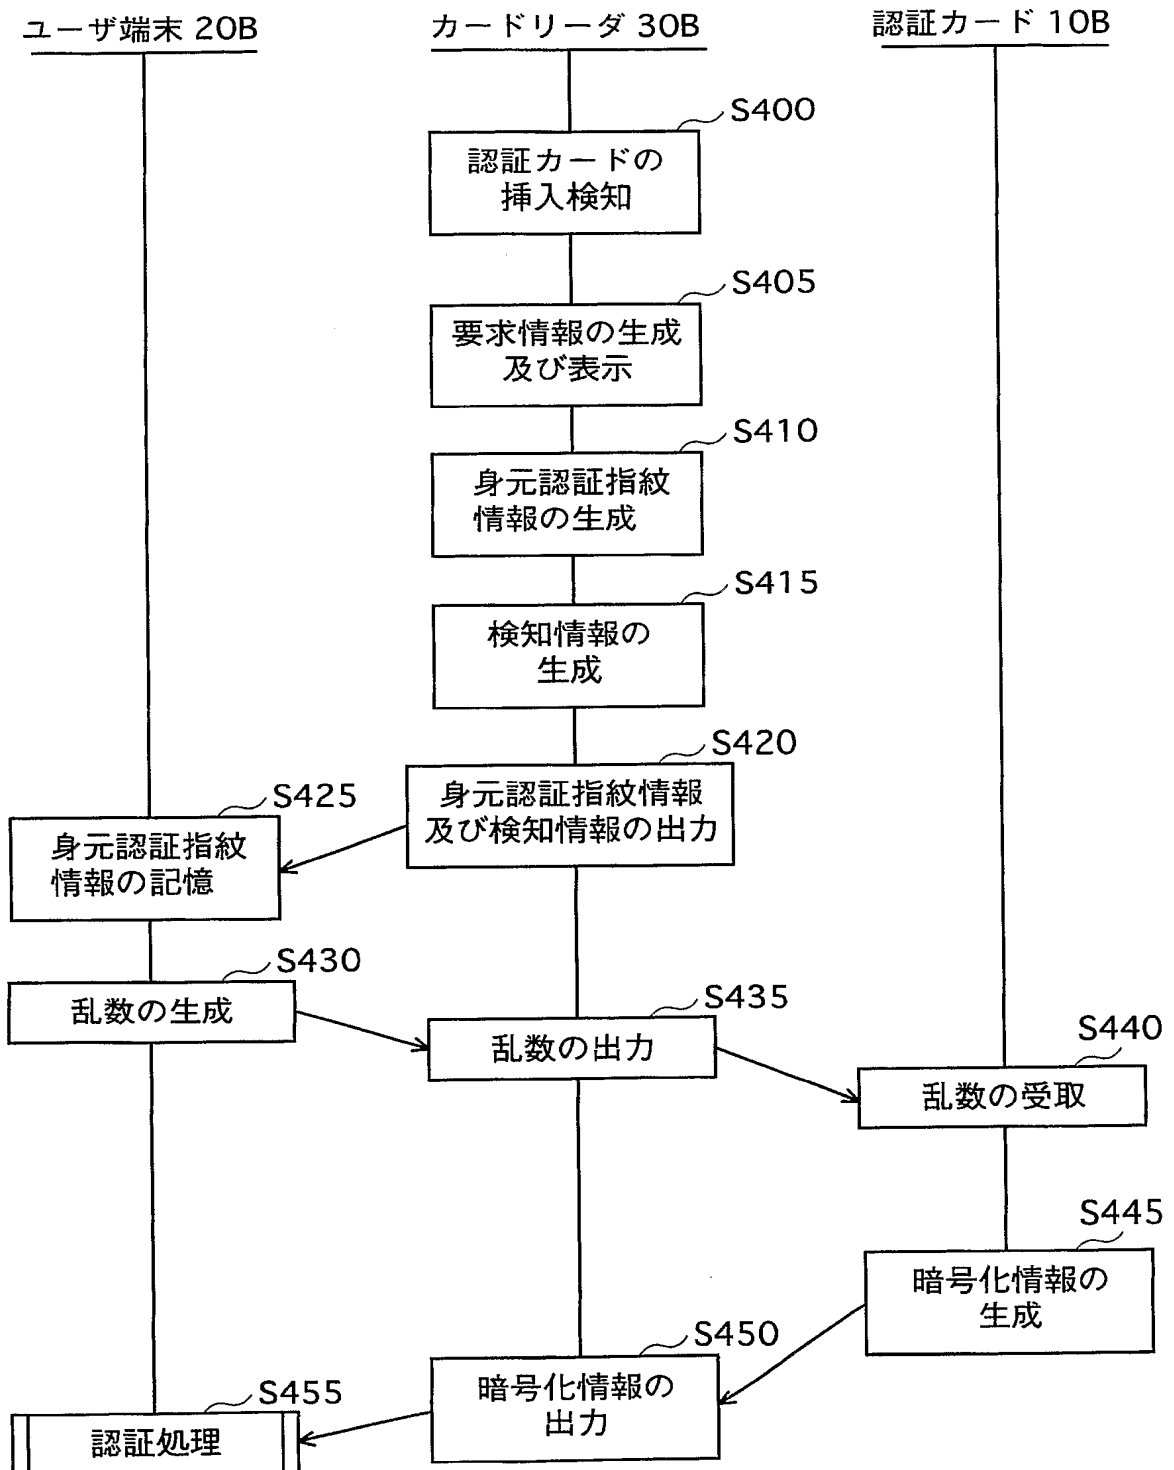 ユーザ端末 20B
カードリーダ 30B
認証カード 10B
S400
認証カードの
挿入検知
S405
要求情報の生成
及び表示
S410
身元認証指紋
情報の生成
S415
検知情報の
生成
S420
身元認証指紋情報
及び検知情報の出力
S425
身元認証指紋
情報の記憶
S430
乱数の生成
S435
乱数の出力
S440
乱数の受取
S445
暗号化情報の
生成
S450
暗号化情報の
出力
S455
認証処理